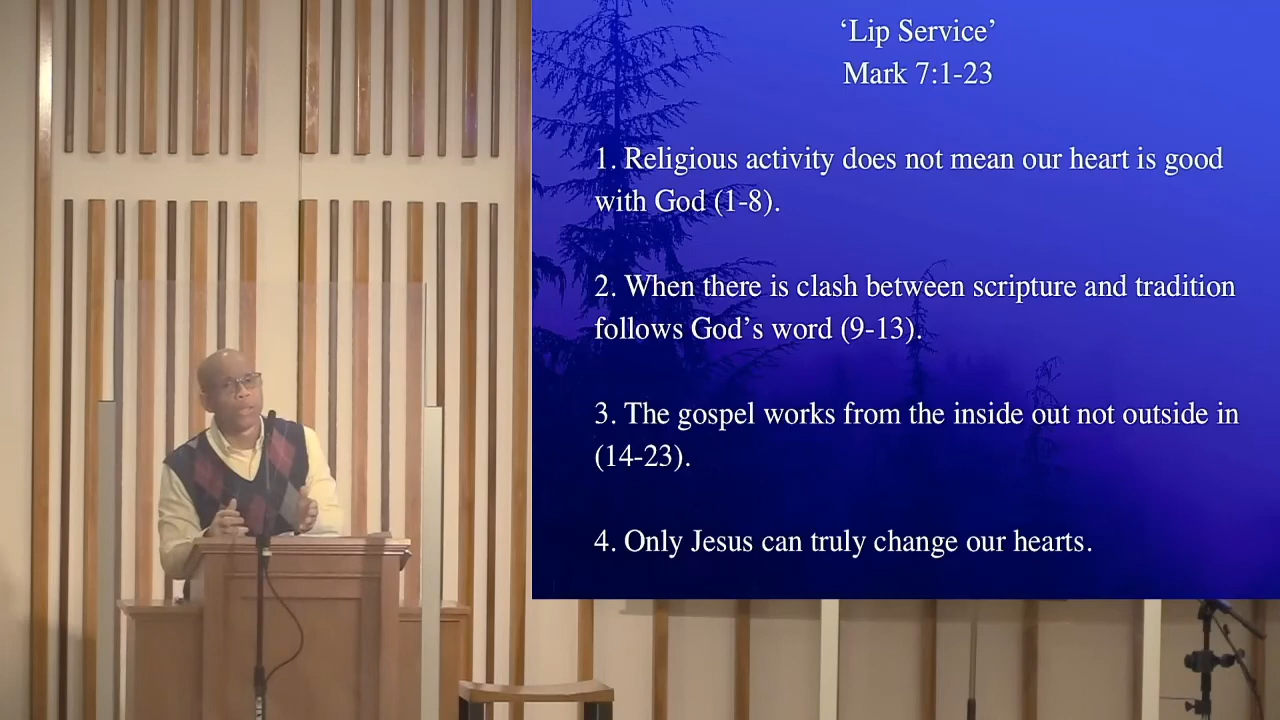 ‘Lip Service’
Mark 7:1-23
1. Religious activity does not mean our heart is good
with God (1-8).
2. When there is clash between scripture and tradition
follows God’s word (9-13).
3. The gospel works from the inside out not outside in
(14-23).
4. Only Jesus can truly change our hearts.